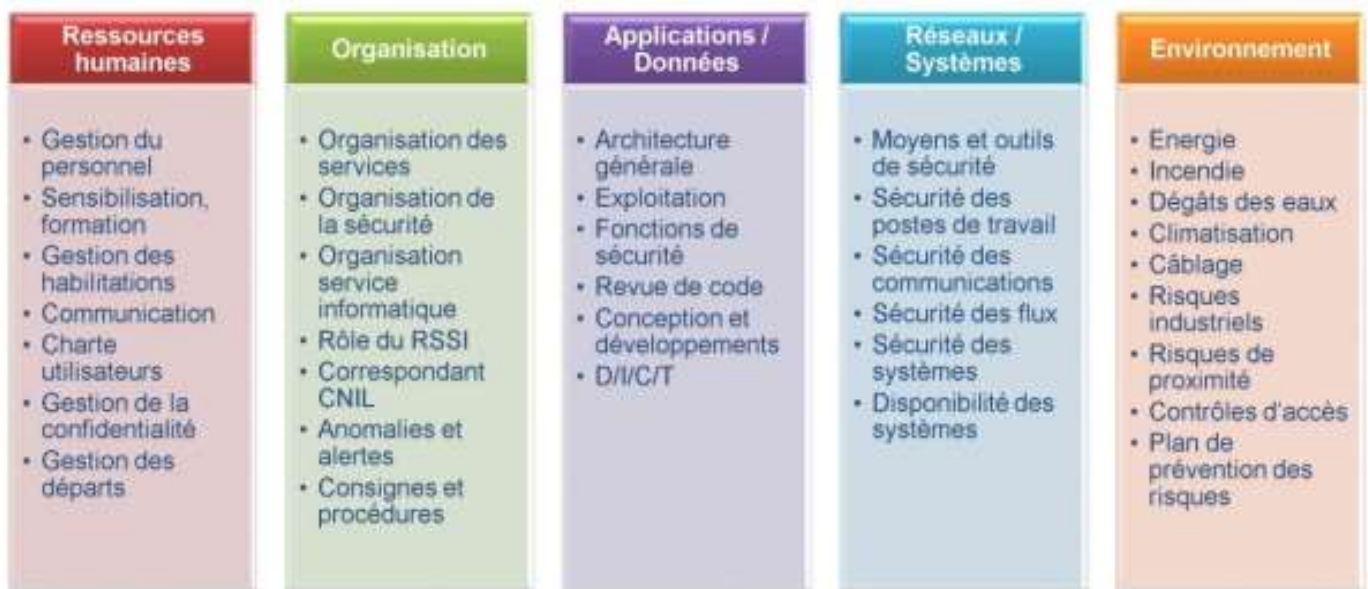 Ressources
humaines
• Gestion du
personnel
• Sensibilisation,
formation
• Gestion des
habilitations
• Communication
• Charte
utilisateurs
• Gestion de la
confidentialité
• Gestion des
départs
Organisation
• Organisation des
services
• Organisation de
la sécurité
• Organisation
service
informatique
• Rôle du RSSI
• Correspondant
CNIL
• Anomalies et
alertes
• Consignes et
procédures
Applications /
Données
• Architecture
générale
• Exploitation
• Fonctions de
sécurité
• Revue de code
• Conception et
développements
• D/I/C/T
Réseaux /
Systèmes
• Moyens et outils
de sécurité
• Sécurité des
postes de travail
• Sécurité des
communications
• Sécurité des flux
• Sécurité des
systèmes
• Disponibilité des
systèmes
Environnement
• Energie
• Incendie
• Dégâts des eaux
• Climatisation
• Câblage
• Risques
industriels
• Risques de
proximité
• Contrôles d'accès
• Plan de
prévention des
risques